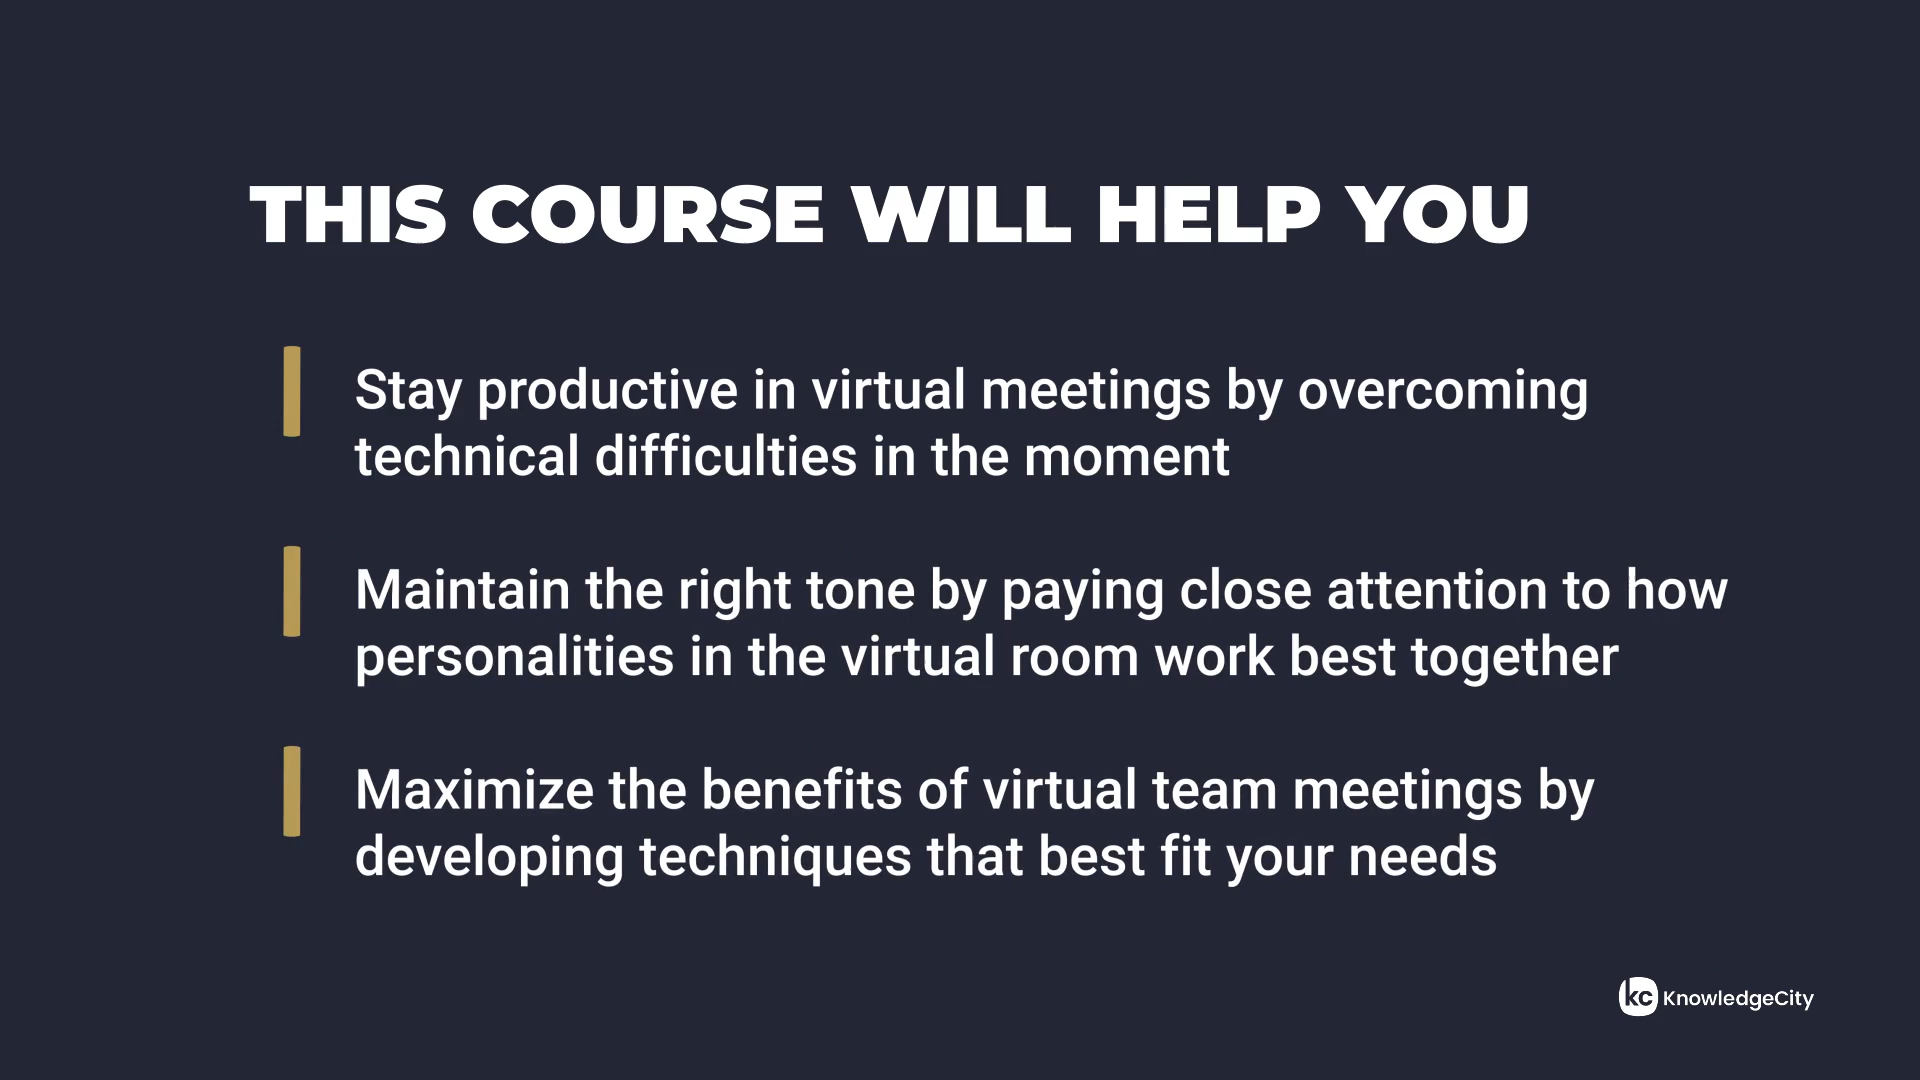 THIS COURSE WILL HELP YOU
Stay productive in virtual meetings by overcoming
technical difficulties in the moment
Maintain the right tone by paying close attention to how
personalities in the virtual room work best together
Maximize the benefits of virtual team meetings by
developing techniques that best fit your needs
kc KnowledgeCity